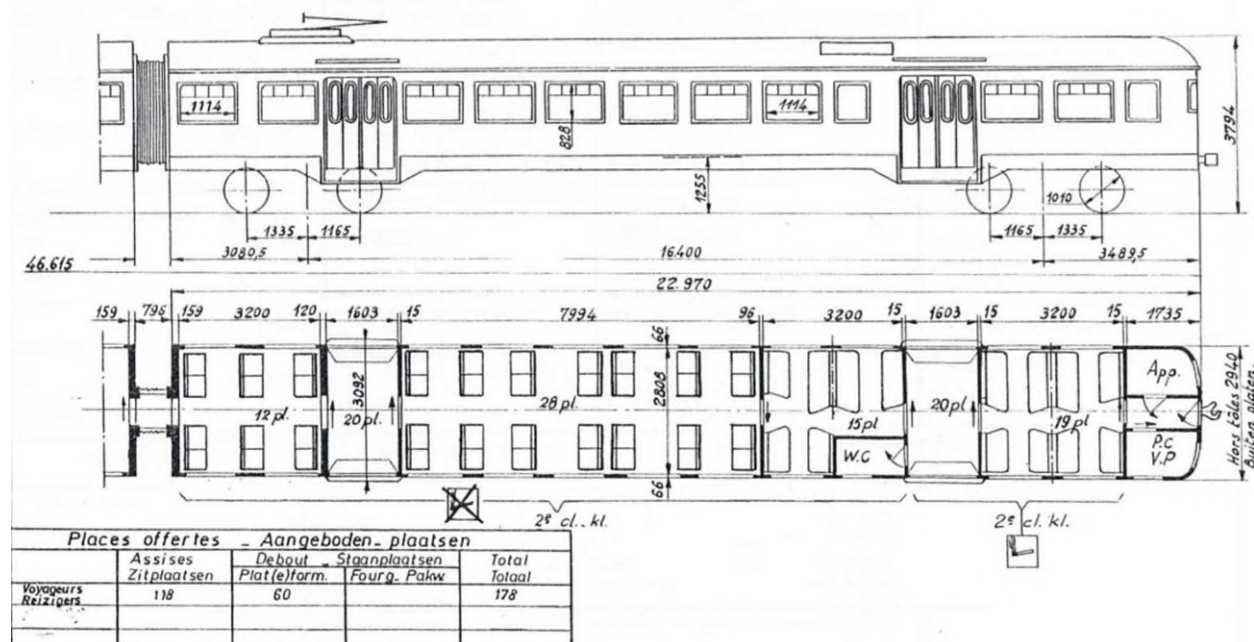 1114
828
1114
3794
1255
1010
1335 1165
1165 1335
3080,5 16400 3489,5
46.615
22.970
159 796 159 3200 120 1603 15 7994 96 3200 15 1603 15 3200 15 1735
66
3092
2808
66
Hors tôles 2940
Buiten platen.
App.
12 pl.
20 pl.
28 pl.
15 pl
20 pl
19 pl
W.C
P.C
V.P
2e cl. kl.
2e cl. kl.
Places offertes _ Aangeboden_ plaatsen
Assises
Zitplaatsen
Debout _ Staanplaatsen
Plat(e)form. Fourg_ Pakw.
Total
Totaal
Voyageurs
Reizigers
118 60 178